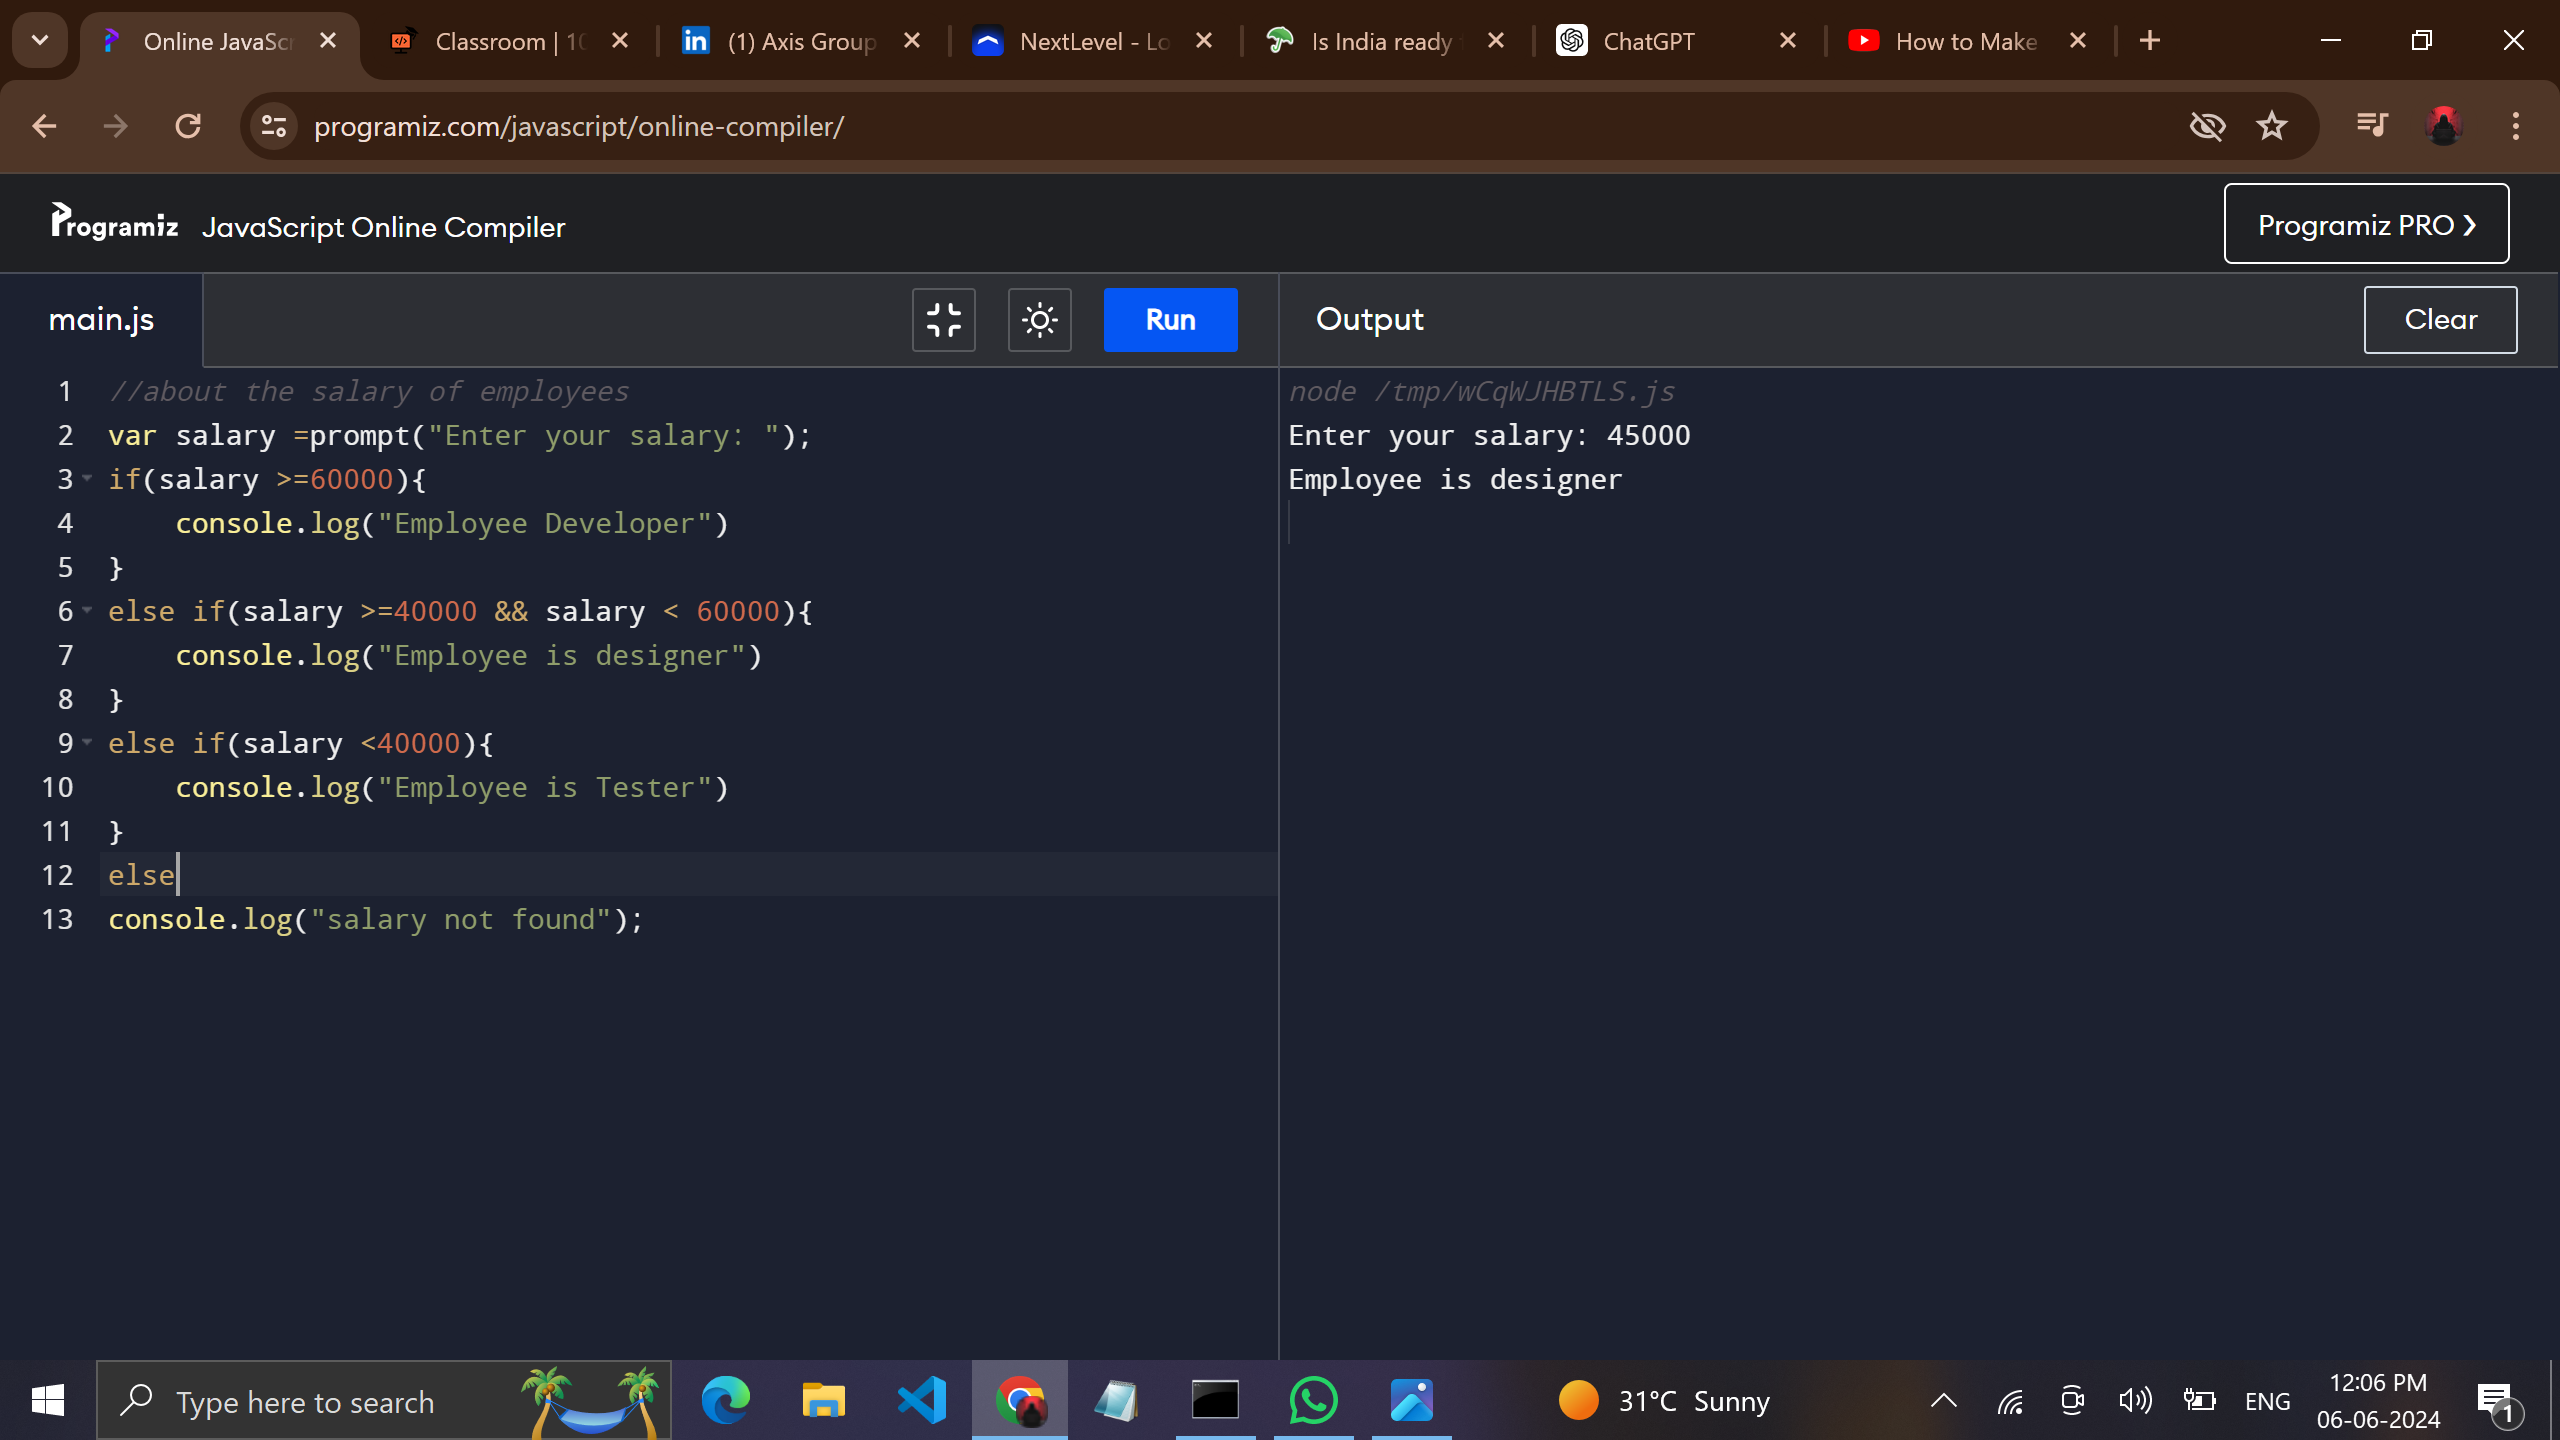 Online JavaScr
Classroom | 10
(1) Axis Group
NextLevel - Lo
Is India ready
ChatGPT
How to Make
programiz.com/javascript/online-compiler/
Programiz JavaScript Online Compiler
Programiz PRO ❯
main.js
Run
Output
Clear
1 //about the salary of employees
2 var salary =prompt("Enter your salary: ");
3 if(salary >=60000){
4     console.log("Employee Developer")
5 }
6 else if(salary >=40000 && salary < 60000){
7     console.log("Employee is designer")
8 }
9 else if(salary <40000){
10     console.log("Employee is Tester")
11 }
12 else
13 console.log("salary not found");
node /tmp/wCqWJHBTLS.js
Enter your salary: 45000
Employee is designer
Type here to search
31°C Sunny
ENG
12:06 PM
06-06-2024
1